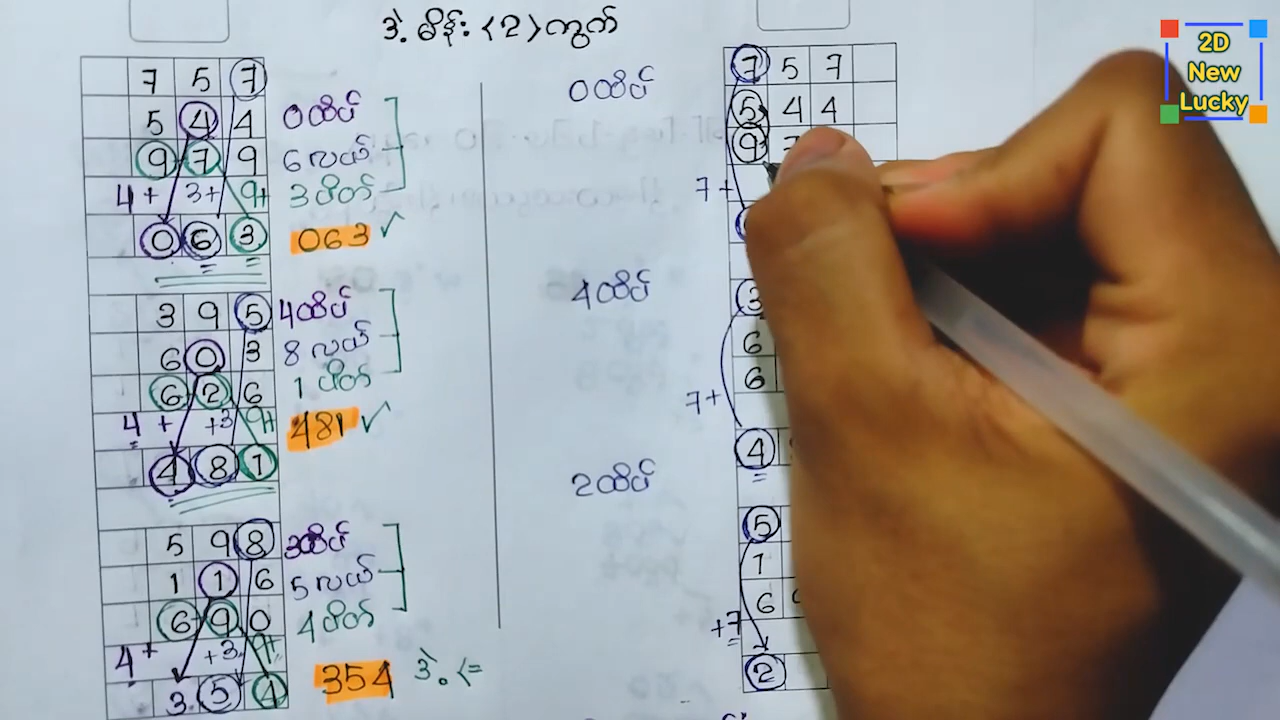 ဒဲ့ မိန်း <2> ကွက်
2D
New
Lucky
7 5 7
5 4 4
9 7 9
4+ 3+ 9+
0 6 3
0ထိပ်
6လယ်
3ပိတ်
063 ✓
3 9 5
6 0 3
6 2 6
4 + +3 9+
4 8 1
4ထိပ်
8 လယ်
1 ပိတ်
481 ✓
5 9 8
1 1 6
6 9 0
4+ +3 9+
3 5 4
3ထိပ်
5လယ်
4ပိတ်
354 ဒဲ့ <=
0ထိပ်
4ထိပ်
2ထိပ်
7 5 7
5 4 4
9
7+
3
6
6
7+
4
5
1
6
+7
2